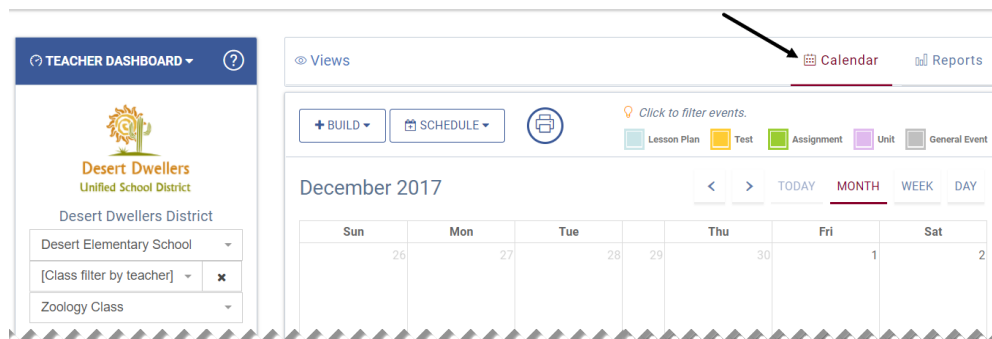 TEACHER DASHBOARD
?
Desert Dwellers
Unified School District
Desert Dwellers District
Desert Elementary School
[Class filter by teacher]
Zoology Class
Views
Calendar
Reports
+ BUILD
SCHEDULE
Click to filter events.
Lesson Plan Test Assignment Unit General Event
December 2017
< > TODAY MONTH WEEK DAY
Sun Mon Tue Thu Fri Sat
26 27 28 29 30 1 2